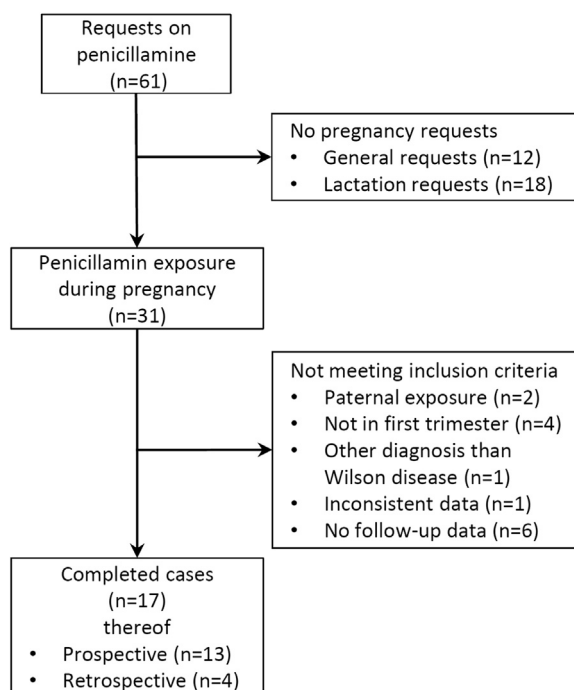 Requests on
penicillamine
(n=61)
No pregnancy requests
• General requests (n=12)
• Lactation requests (n=18)
Penicillamin exposure
during pregnancy
(n=31)
Not meeting inclusion criteria
• Paternal exposure (n=2)
• Not in first trimester (n=4)
• Other diagnosis than
Wilson disease (n=1)
• Inconsistent data (n=1)
• No follow-up data (n=6)
Completed cases
(n=17)
thereof
• Prospective (n=13)
• Retrospective (n=4)